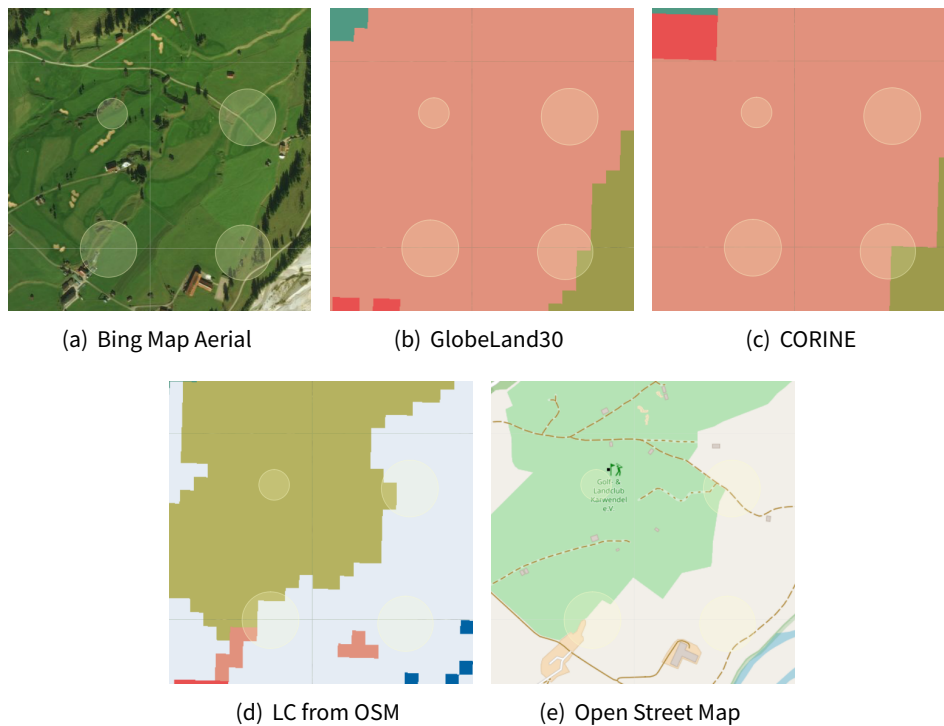 (a) Bing Map Aerial
(b) GlobeLand30
(c) CORINE
Golf &
Landclub
Karwendel
e V
(d) LC from OSM
(e) Open Street Map